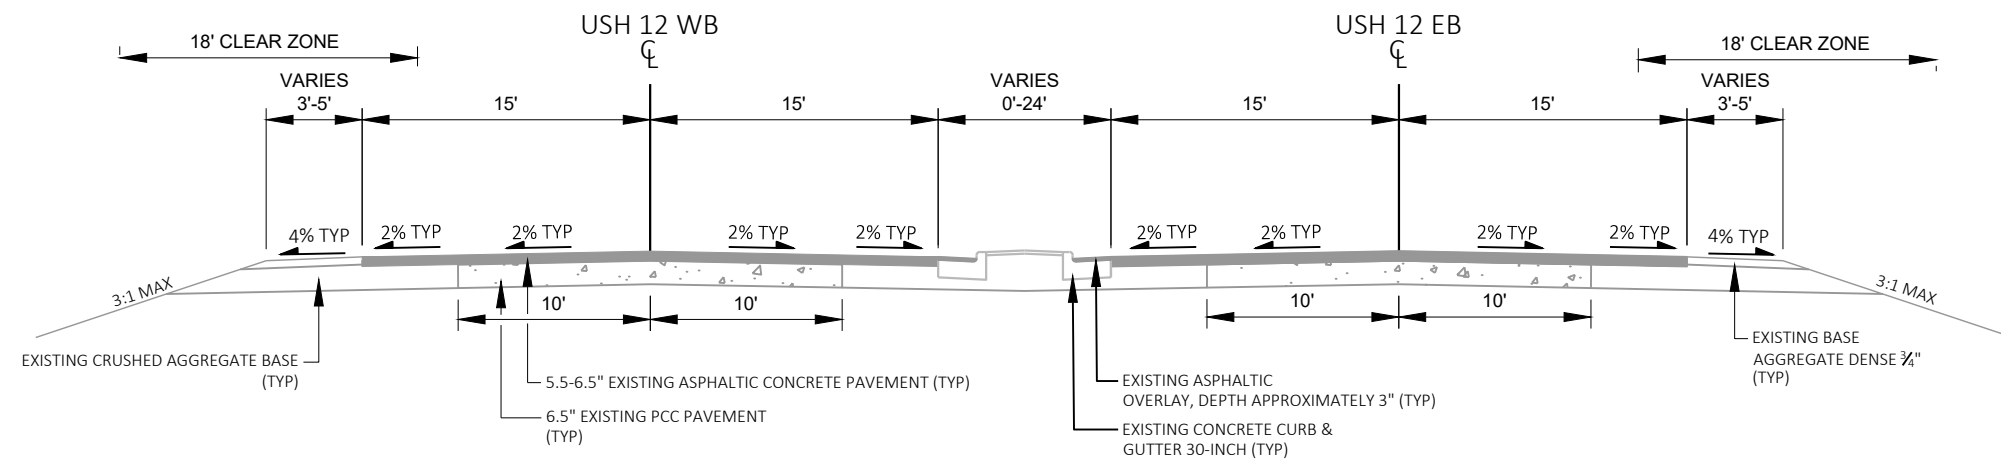 USH 12 WB
USH 12 EB
℄
℄
18' CLEAR ZONE
18' CLEAR ZONE
VARIES
3'-5'
15'
15'
VARIES
0'-24'
15'
15'
VARIES
3'-5'
4% TYP
2% TYP
2% TYP
2% TYP
2% TYP
2% TYP
2% TYP
2% TYP
2% TYP
4% TYP
3:1 MAX
3:1 MAX
10'
10'
10'
10'
EXISTING CRUSHED AGGREGATE BASE
(TYP)
5.5-6.5" EXISTING ASPHALTIC CONCRETE PAVEMENT (TYP)
6.5" EXISTING PCC PAVEMENT
(TYP)
EXISTING ASPHALTIC
OVERLAY, DEPTH APPROXIMATELY 3" (TYP)
EXISTING CONCRETE CURB &
GUTTER 30-INCH (TYP)
EXISTING BASE
AGGREGATE DENSE ¾"
(TYP)